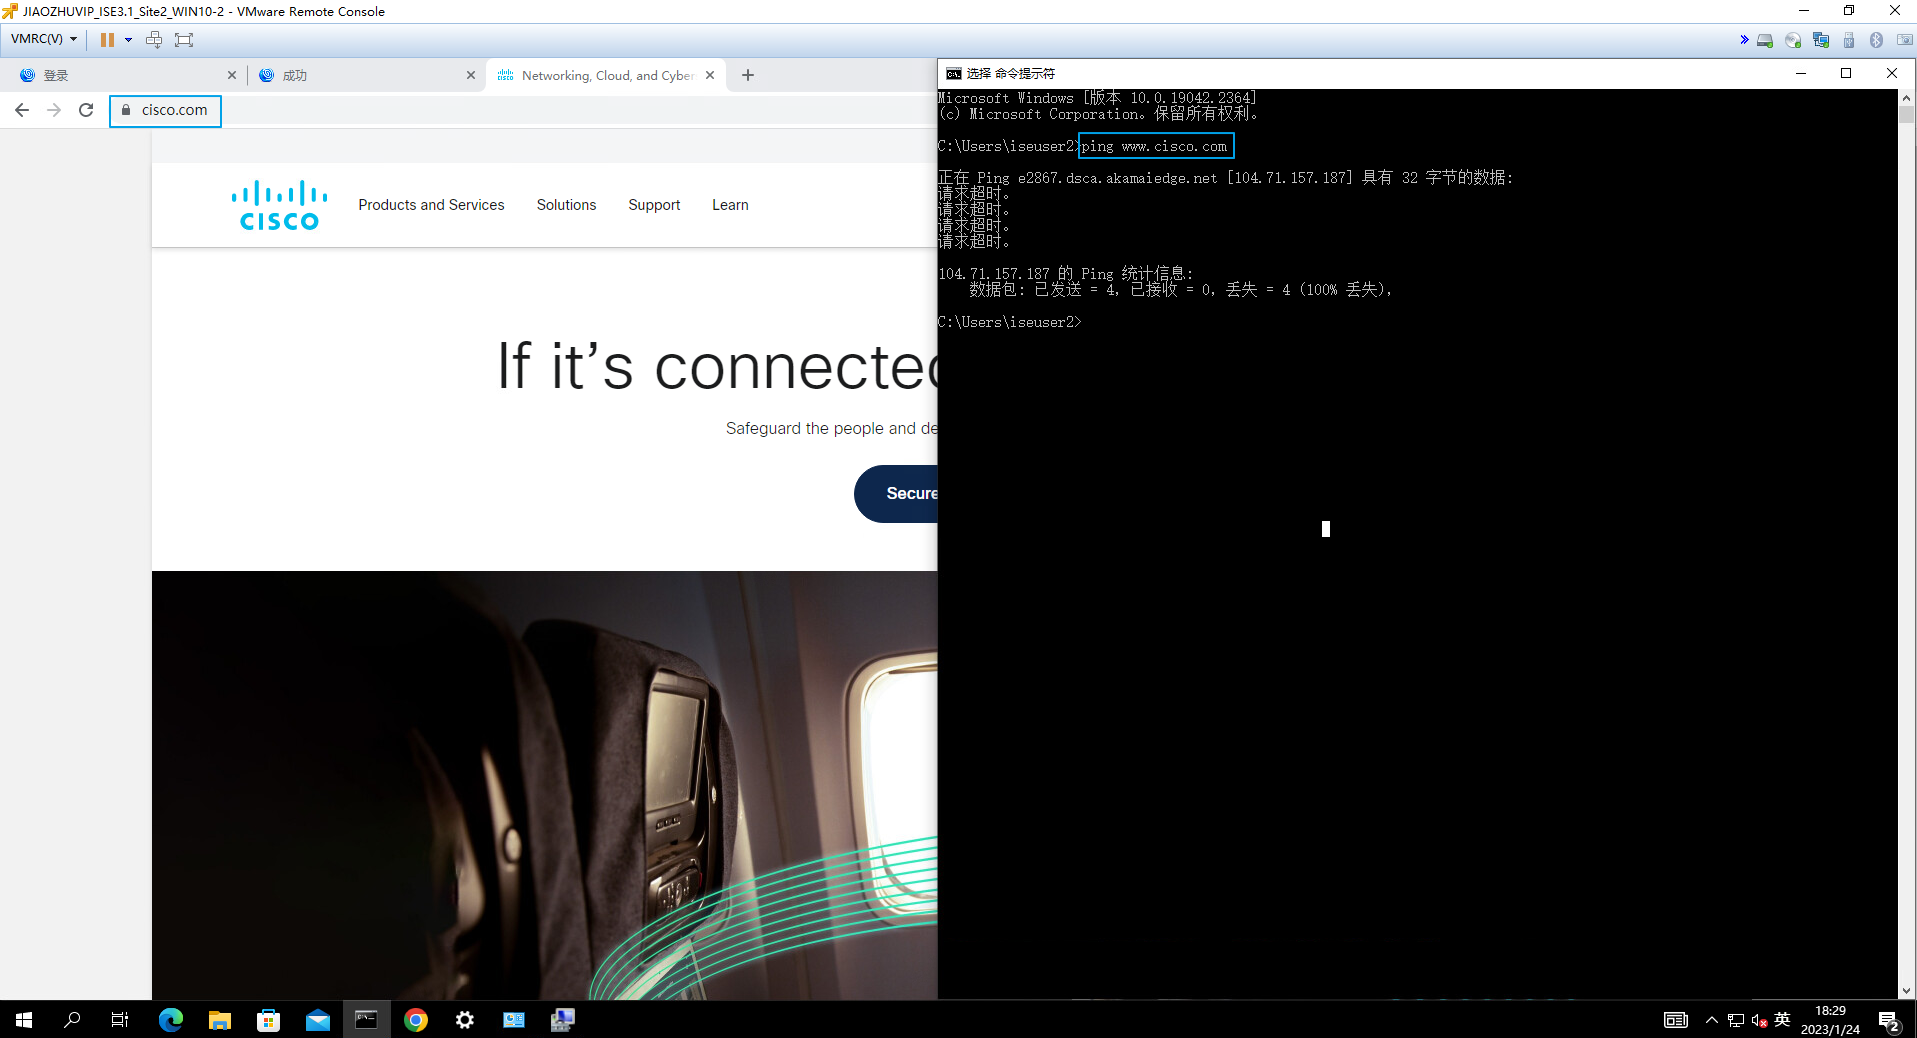 JIAOZHUVIP_ISE3.1_Site2_WIN10-2 - VMware Remote Console
VMRC(V)
登录
成功
Networking, Cloud, and Cyber
cisco.com
CISCO
Products and Services
Solutions
Support
Learn
If it’s connected
Safeguard the people and de
Secure
选择 命令提示符
Microsoft Windows [版本 10.0.19042.2364]
(c) Microsoft Corporation。保留所有权利。
C:\Users\iseuser2>ping www.cisco.com
正在 Ping e2867.dsca.akamaiedge.net [104.71.157.187] 具有 32 字节的数据:
请求超时。
请求超时。
请求超时。
请求超时。
104.71.157.187 的 Ping 统计信息:
数据包: 已发送 = 4，已接收 = 0，丢失 = 4 (100% 丢失)，
C:\Users\iseuser2>
英
18:29
2023/1/24
2